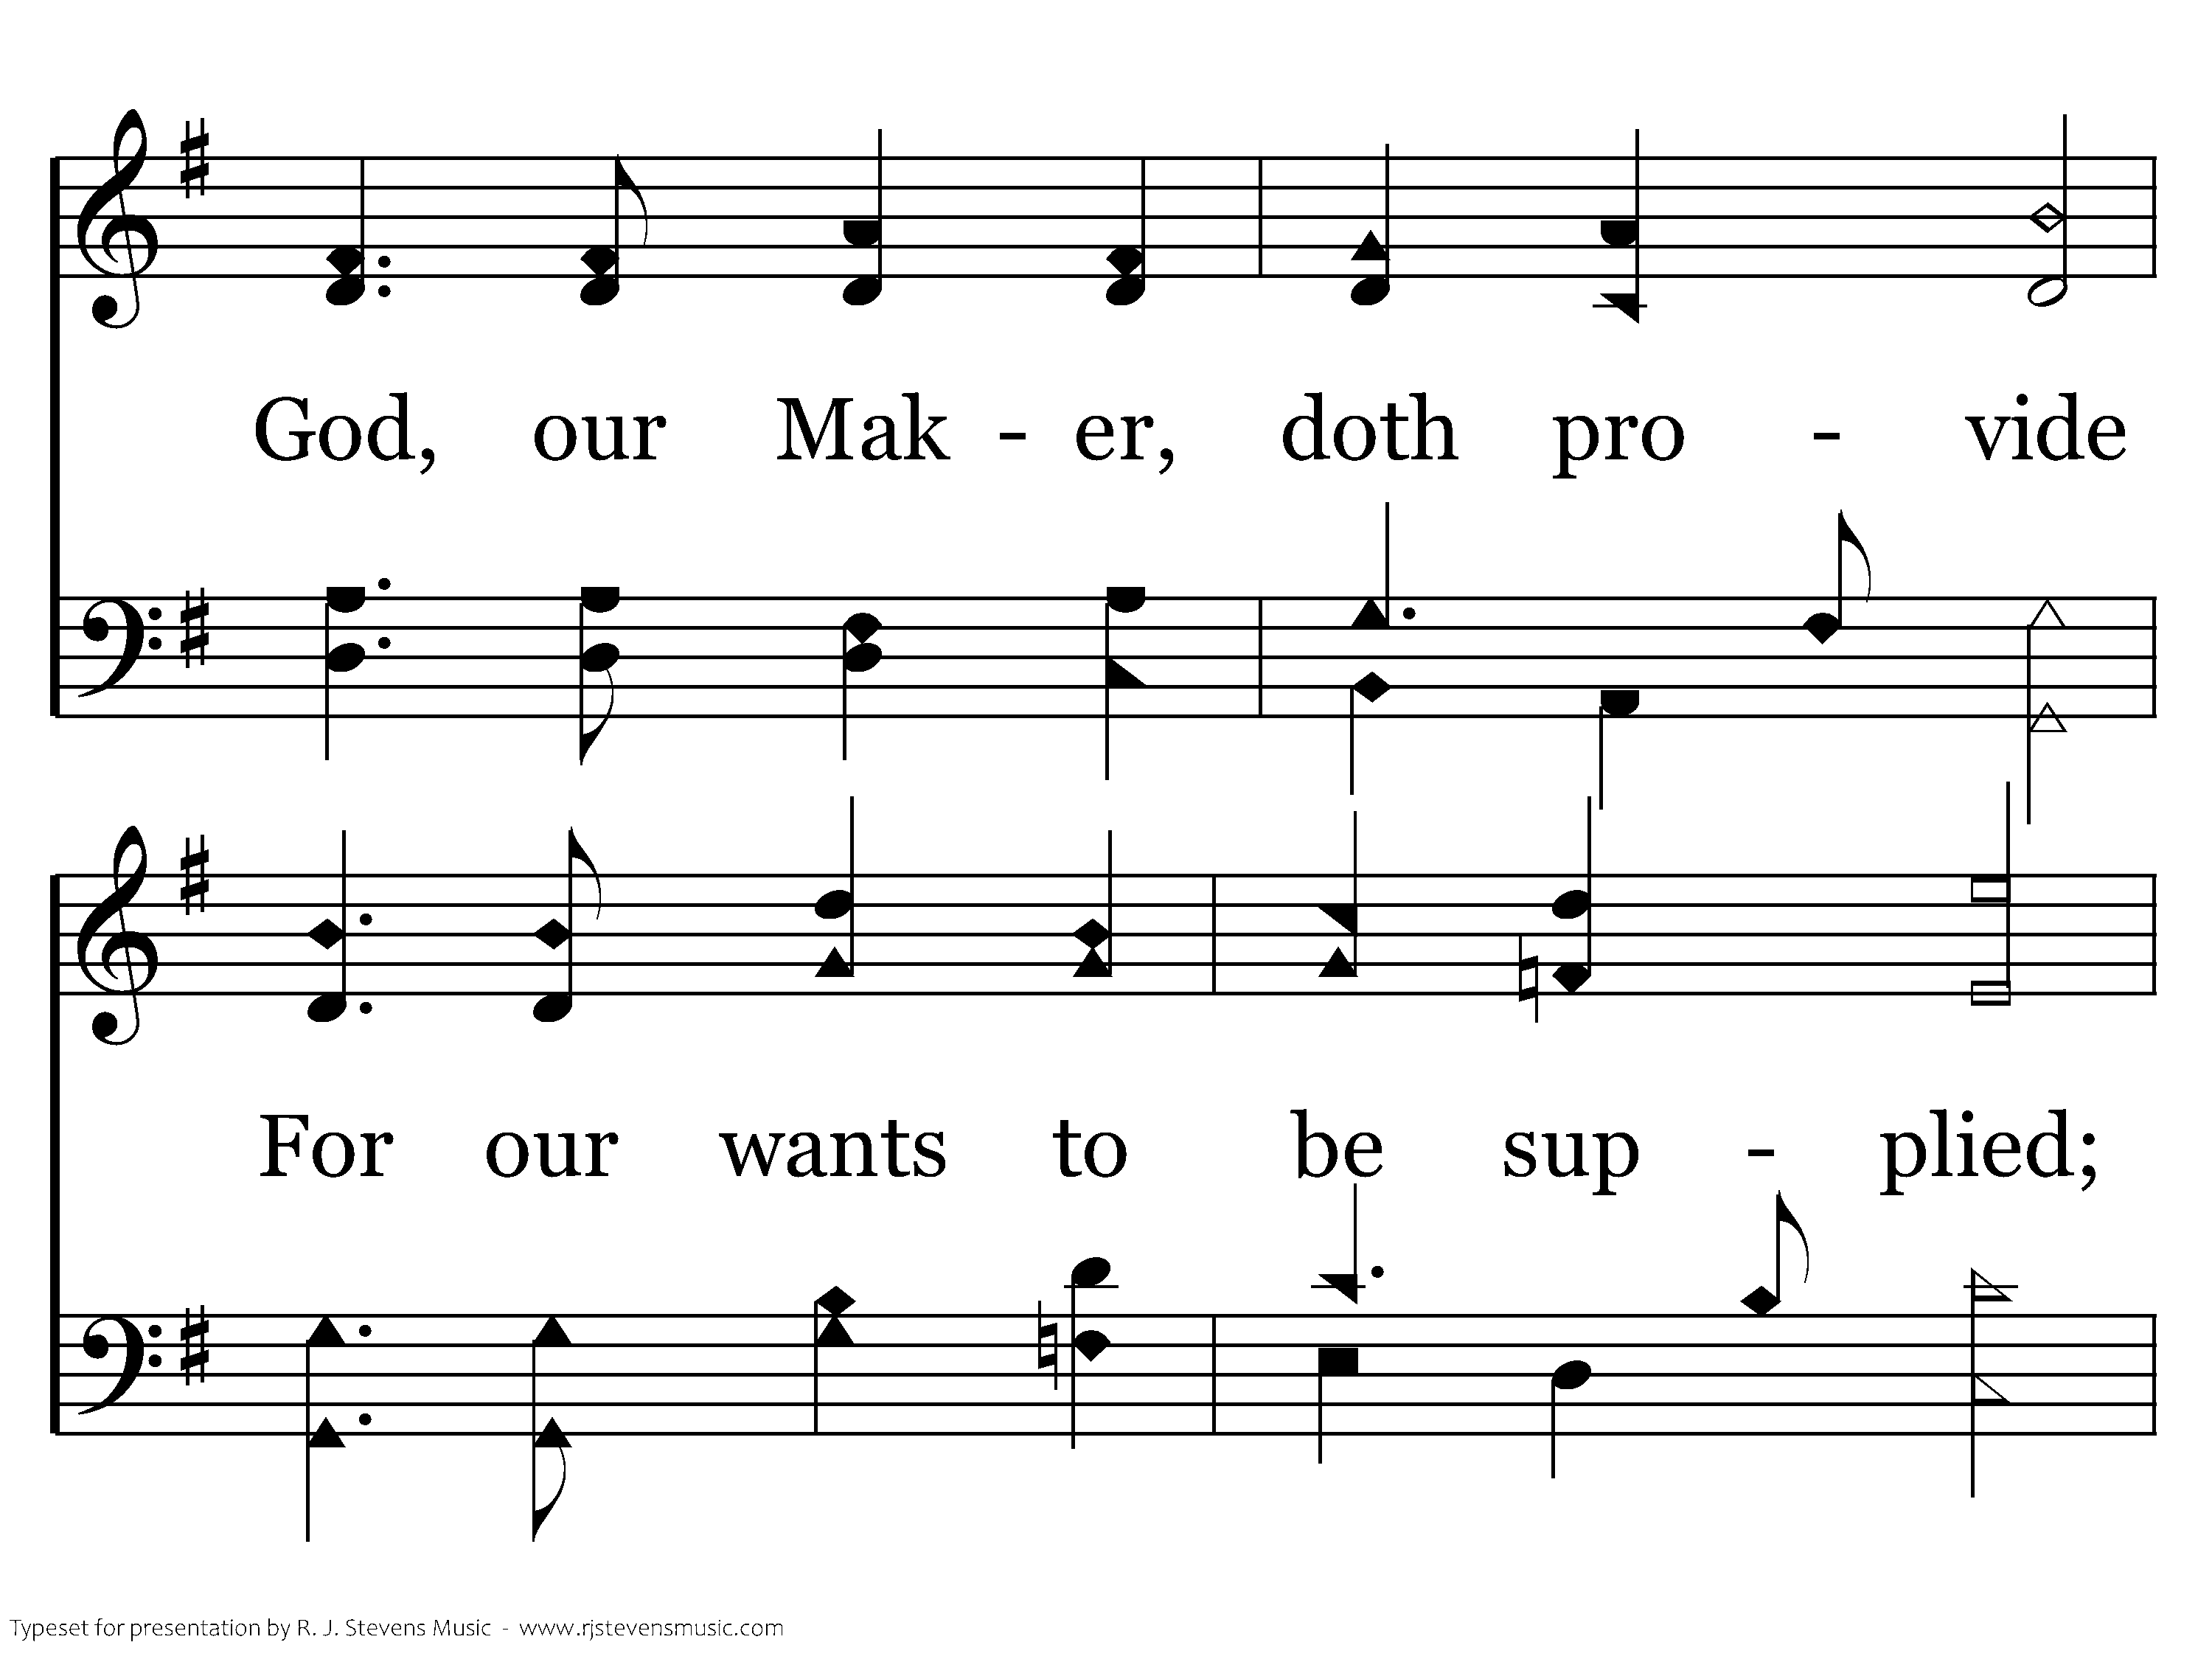 God, our Mak - er, doth pro - vide
For our wants to be sup - plied;
Typeset for presentation by R. J. Stevens Music - www.rjstevensmusic.com